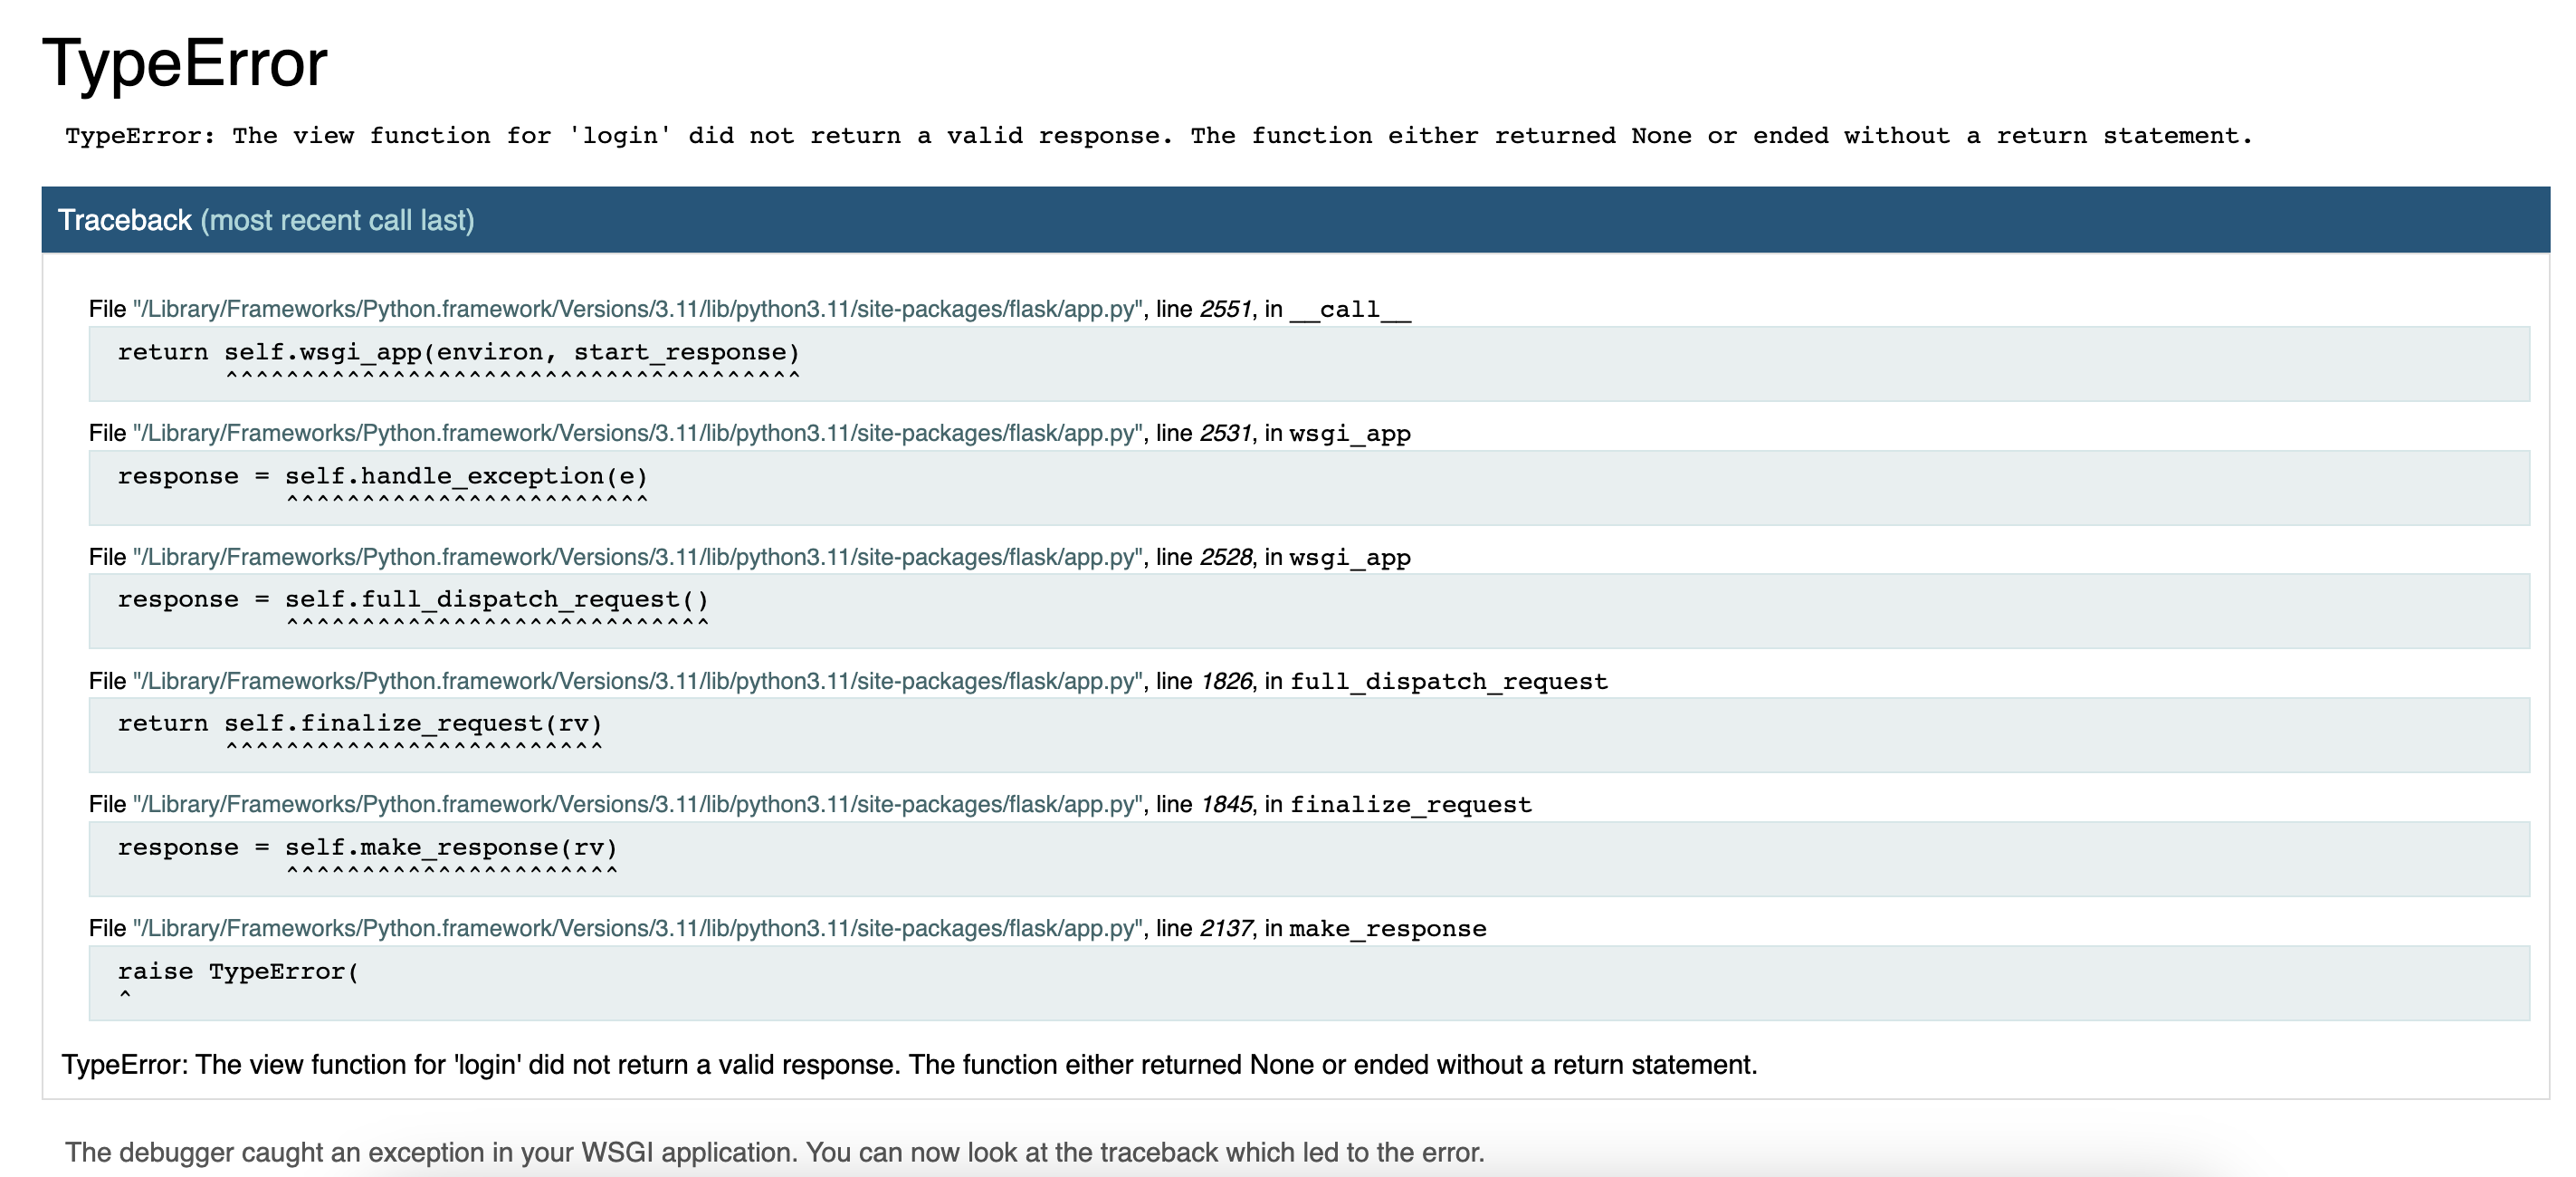 TypeError
TypeError: The view function for 'login' did not return a valid response. The function either returned None or ended without a return statement.
Traceback (most recent call last)
File "/Library/Frameworks/Python.framework/Versions/3.11/lib/python3.11/site-packages/flask/app.py", line 2551, in __call__
return self.wsgi_app(environ, start_response)
^^^^^^^^^^^^^^^^^^^^^^^^^^^^^^^^^^^^^^
File "/Library/Frameworks/Python.framework/Versions/3.11/lib/python3.11/site-packages/flask/app.py", line 2531, in wsgi_app
response = self.handle_exception(e)
^^^^^^^^^^^^^^^^^^^^^^^^
File "/Library/Frameworks/Python.framework/Versions/3.11/lib/python3.11/site-packages/flask/app.py", line 2528, in wsgi_app
response = self.full_dispatch_request()
^^^^^^^^^^^^^^^^^^^^^^^^^^^^
File "/Library/Frameworks/Python.framework/Versions/3.11/lib/python3.11/site-packages/flask/app.py", line 1826, in full_dispatch_request
return self.finalize_request(rv)
^^^^^^^^^^^^^^^^^^^^^^^^^
File "/Library/Frameworks/Python.framework/Versions/3.11/lib/python3.11/site-packages/flask/app.py", line 1845, in finalize_request
response = self.make_response(rv)
^^^^^^^^^^^^^^^^^^^^^^
File "/Library/Frameworks/Python.framework/Versions/3.11/lib/python3.11/site-packages/flask/app.py", line 2137, in make_response
raise TypeError(
^
TypeError: The view function for 'login' did not return a valid response. The function either returned None or ended without a return statement.
The debugger caught an exception in your WSGI application. You can now look at the traceback which led to the error.